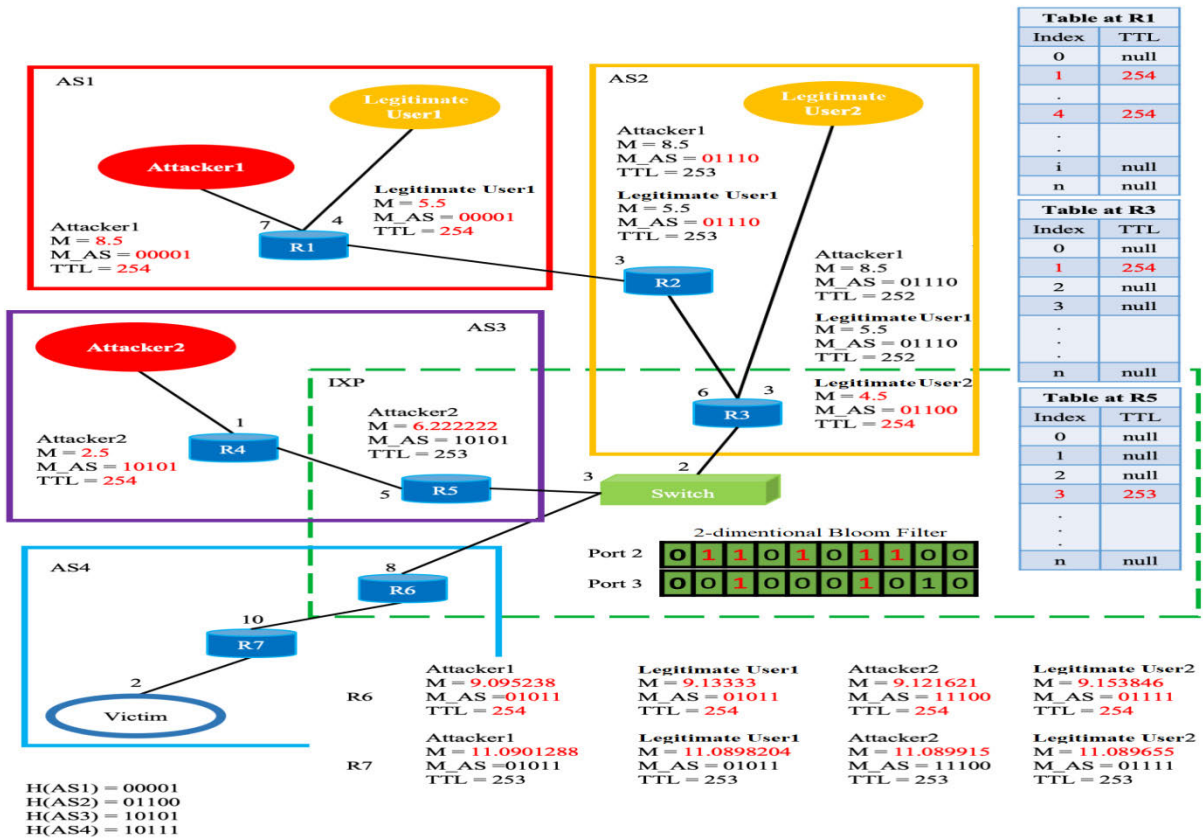 AS1
Legitimate
User1
Attacker1
Attacker1
M = 8.5
M_AS = 00001
TTL = 254
7
4
R1
Legitimate User1
M = 5.5
M_AS = 00001
TTL = 254
AS2
Legitimate
User2
Attacker1
M = 8.5
M_AS = 01110
TTL = 253
Legitimate User1
M = 5.5
M_AS = 01110
TTL = 253
3
R2
Attacker1
M = 8.5
M_AS = 01110
TTL = 252
Legitimate User1
M = 5.5
M_AS = 01110
TTL = 252
6
3
R3
Legitimate User2
M = 4.5
M_AS = 01100
TTL = 254
AS3
Attacker2
Attacker2
M = 2.5
M_AS = 10101
TTL = 254
1
R4
IXP
Attacker2
M = 6.222222
M_AS = 10101
TTL = 253
5
R5
3
2
Switch
2-dimentional Bloom Filter
Port 2 0 1 1 0 1 0 1 1 0 0
Port 3 0 0 1 0 0 0 1 0 1 0
AS4
8
R6
10
R7
2
Victim
R6
Attacker1
M = 9.095238
M_AS =01011
TTL = 254
Legitimate User1
M = 9.13333
M_AS = 01011
TTL = 254
Attacker2
M = 9.121621
M_AS = 11100
TTL = 254
Legitimate User2
M = 9.153846
M_AS = 01111
TTL = 254
R7
Attacker1
M = 11.0901288
M_AS =01011
TTL = 253
Legitimate User1
M = 11.0898204
M_AS = 01011
TTL = 253
Attacker2
M = 11.089915
M_AS = 11100
TTL = 253
Legitimate User2
M = 11.089655
M_AS = 01111
TTL = 253
H(AS1) = 00001
H(AS2) = 01100
H(AS3) = 10101
H(AS4) = 10111
Table at R1
Index TTL
0 null
1 254
.
4 254
.
.
i null
n null
Table at R3
Index TTL
0 null
1 254
2 null
3 null
.
.
.
n null
Table at R5
Index TTL
0 null
1 null
2 null
3 253
.
.
.
n null